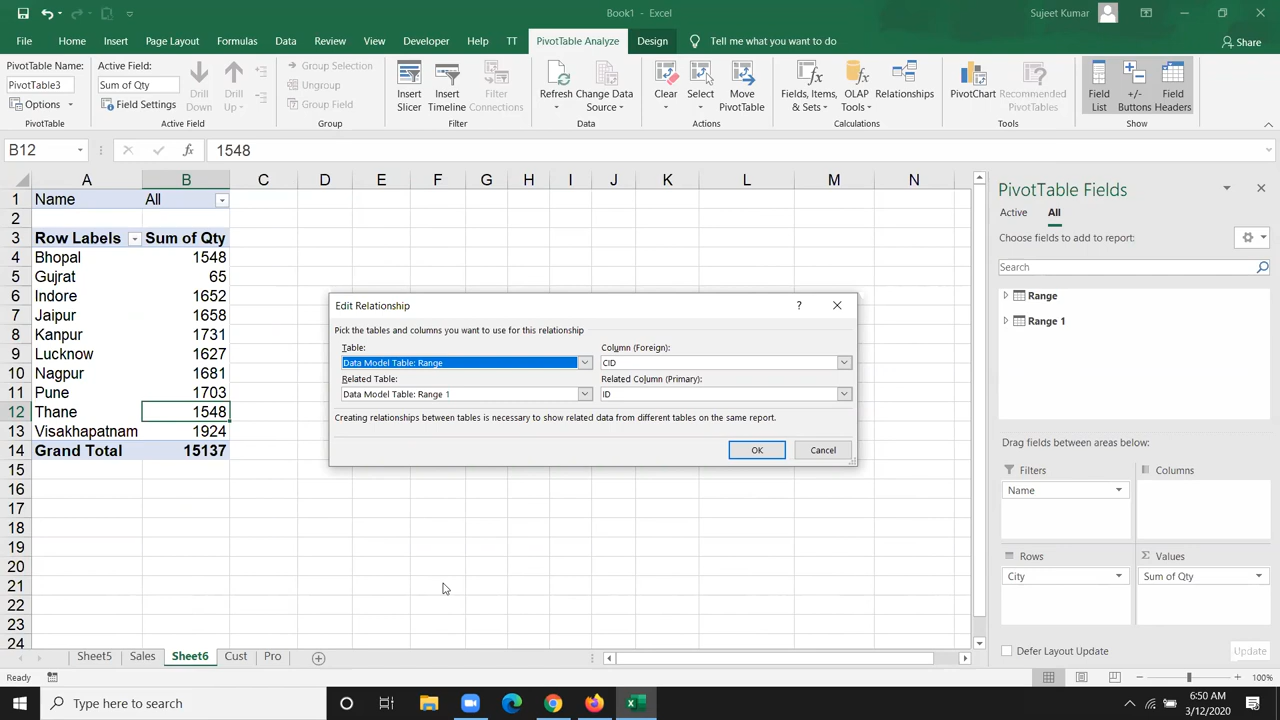 Book1 - Excel
Sujeet Kumar
File Home Insert Page Layout Formulas Data Review View Developer Help TT PivotTable Analyze Design Tell me what you want to do Share
PivotTable Name:
PivotTable3
Options
PivotTable
Active Field:
Sum of Qty
Field Settings
Drill Down
Drill Up
Active Field
Group Selection
Ungroup
Group Field
Group
Insert Slicer
Insert Timeline
Filter Connections
Filter
Refresh
Change Data Source
Data
Clear
Select
Move PivotTable
Actions
Fields, Items, & Sets
OLAP Tools
Relationships
Calculations
PivotChart
Recommended PivotTables
Tools
Field List
+/- Buttons
Field Headers
Show
B12
fx
1548
A B C D E F G H I J K L M N
1 Name All
2
3 Row Labels Sum of Qty
4 Bhopal 1548
5 Gujrat 65
6 Indore 1652
7 Jaipur 1658
8 Kanpur 1731
9 Lucknow 1627
10 Nagpur 1681
11 Pune 1703
12 Thane 1548
13 Visakhapatnam 1924
14 Grand Total 15137
15
16
17
18
19
20
21
22
23
24
Edit Relationship ?
Pick the tables and columns you want to use for this relationship
Table: Column (Foreign):
Data Model Table: Range CID
Related Table: Related Column (Primary):
Data Model Table: Range 1 ID
Creating relationships between tables is necessary to show related data from different tables on the same report.
OK Cancel
PivotTable Fields
Active All
Choose fields to add to report:
Search
Range
Range 1
Drag fields between areas below:
Filters Columns
Name
Rows Σ Values
City Sum of Qty
Defer Layout Update Update
Sheet5 Sales Sheet6 Cust Pro
Ready
100%
Type here to search
6:50 AM
3/12/2020